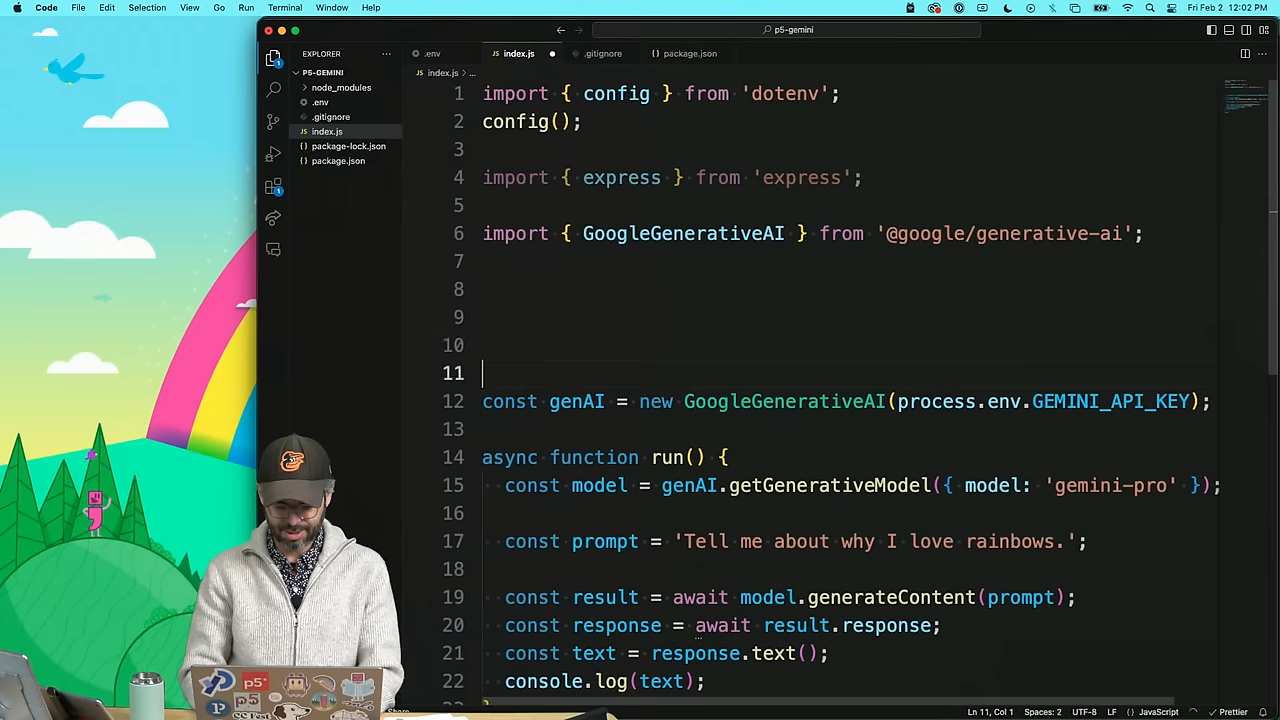 Code File Edit Selection View Go Run Terminal Window Help Fri Feb 2 12:02 PM
p5-gemini
EXPLORER
P5-GEMINI
node_modules
.env
.gitignore
JS index.js
{} package-lock.json
{} package.json
.env JS index.js .gitignore {} package.json
JS index.js > ...
1 import { config } from 'dotenv';
2 config();
3
4 import { express } from 'express';
5
6 import { GoogleGenerativeAI } from '@google/generative-ai';
7
8
9
10
11
12 const genAI = new GoogleGenerativeAI(process.env.GEMINI_API_KEY);
13
14 async function run() {
15 const model = genAI.getGenerativeModel({ model: 'gemini-pro' });
16
17 const prompt = 'Tell me about why I love rainbows.';
18
19 const result = await model.generateContent(prompt);
20 const response = await result.response;
21 const text = response.text();
22 console.log(text);
Share
Ln 11, Col 1 Spaces: 2 UTF-8 LF {} JavaScript Prettier
p5*